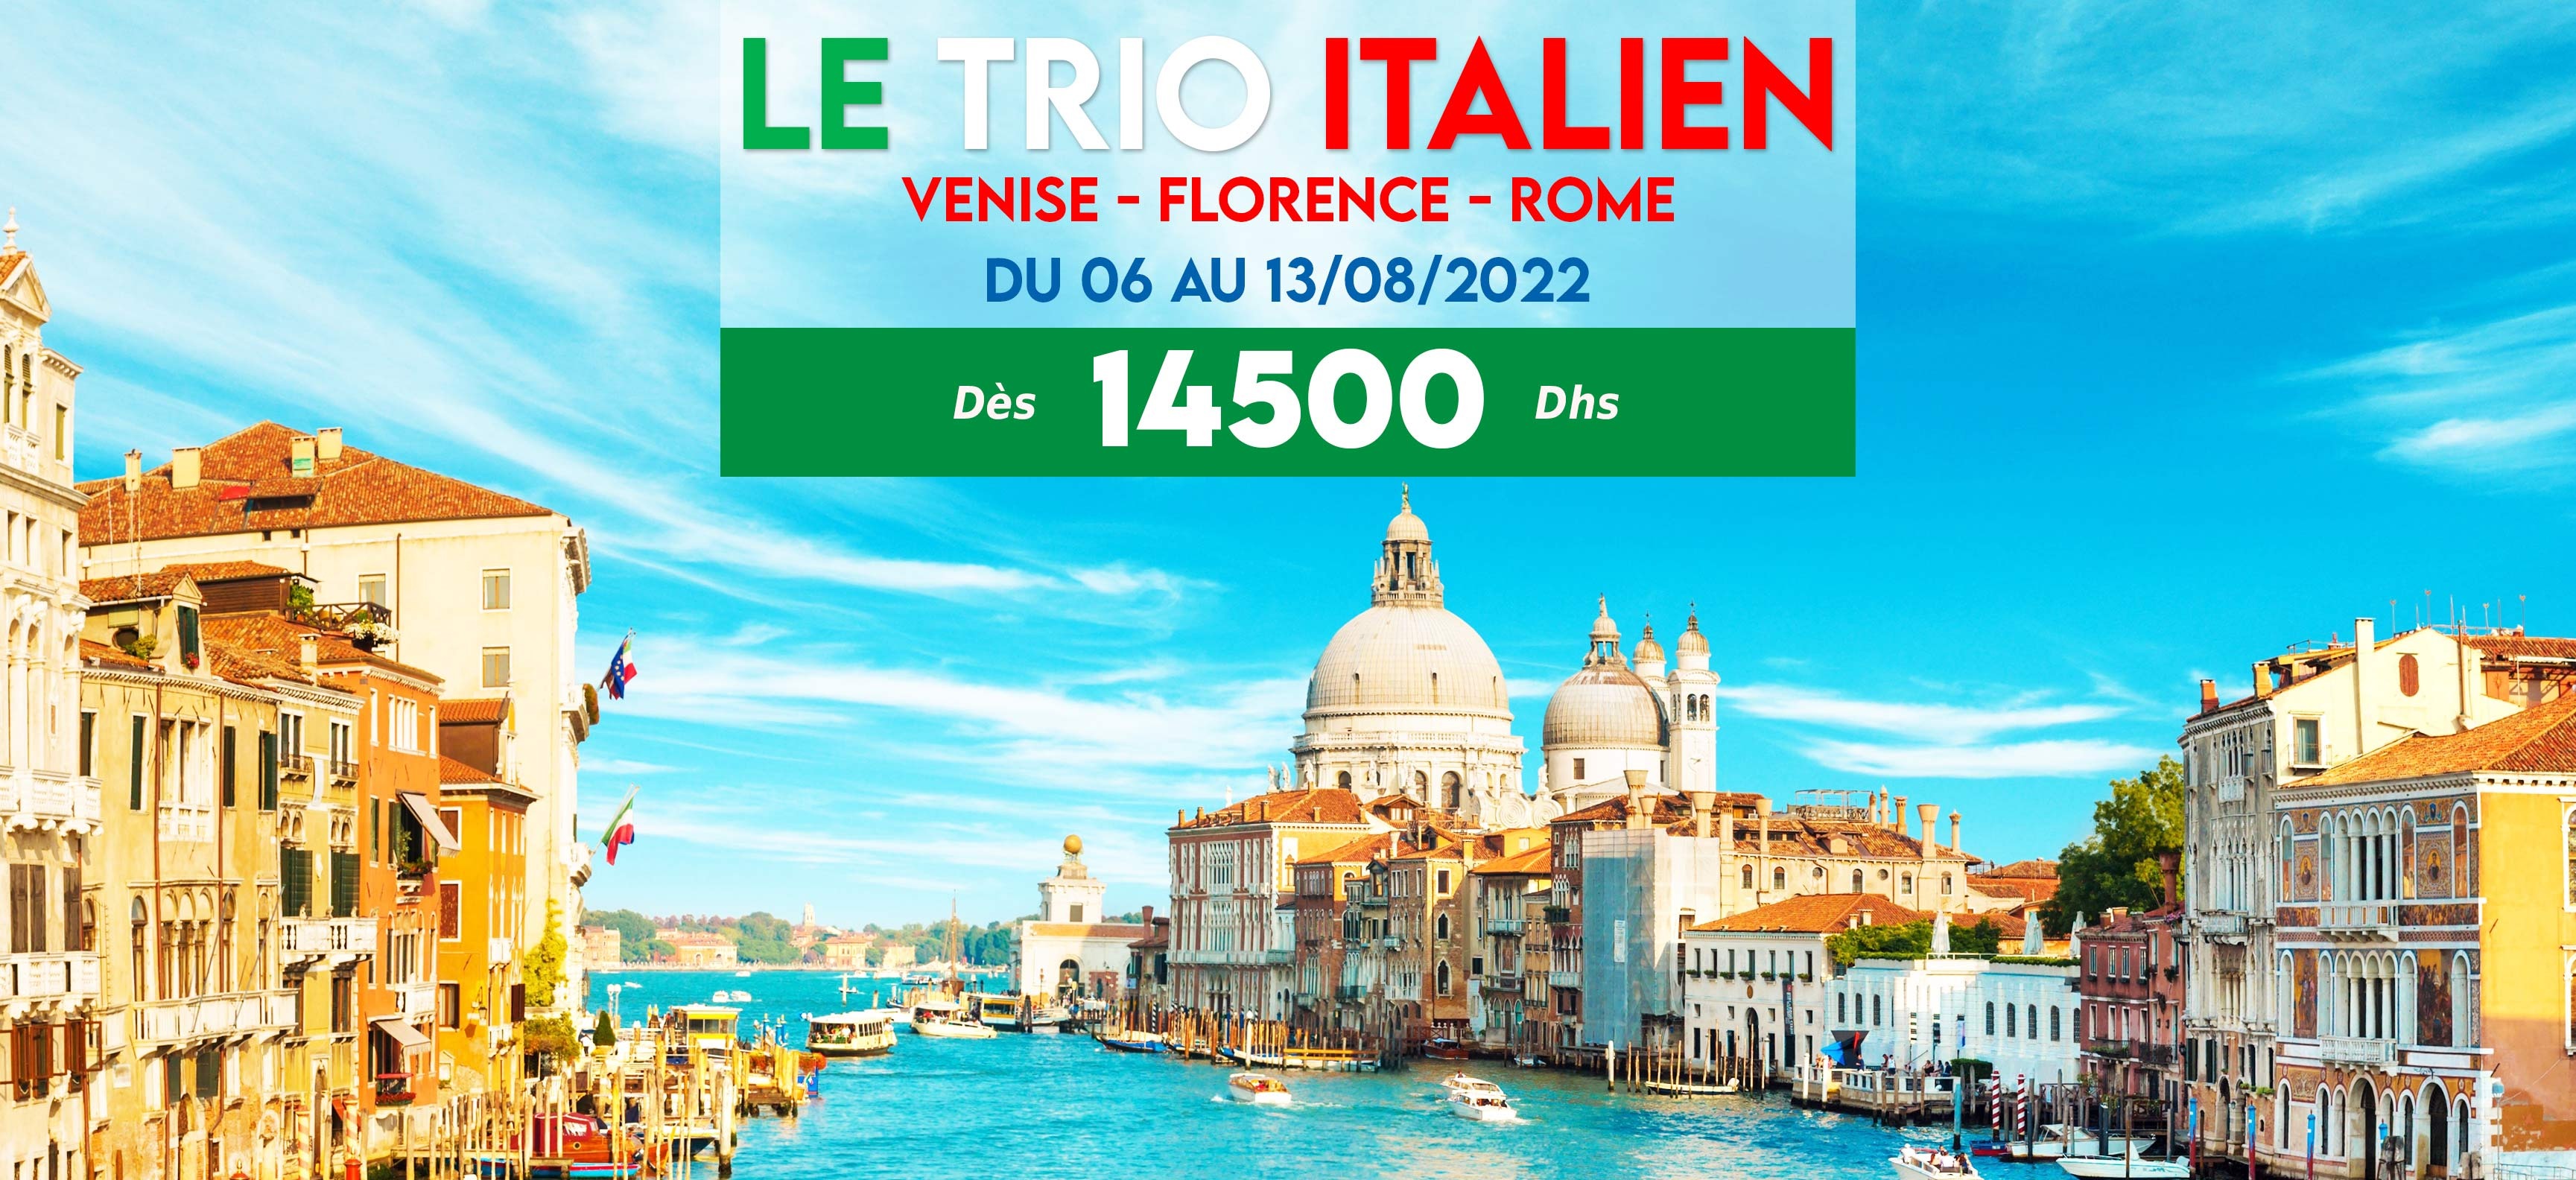 LE TRIO ITALIEN
VENISE - FLORENCE - ROME
DU 06 AU 13/08/2022
Dès 14500 Dhs